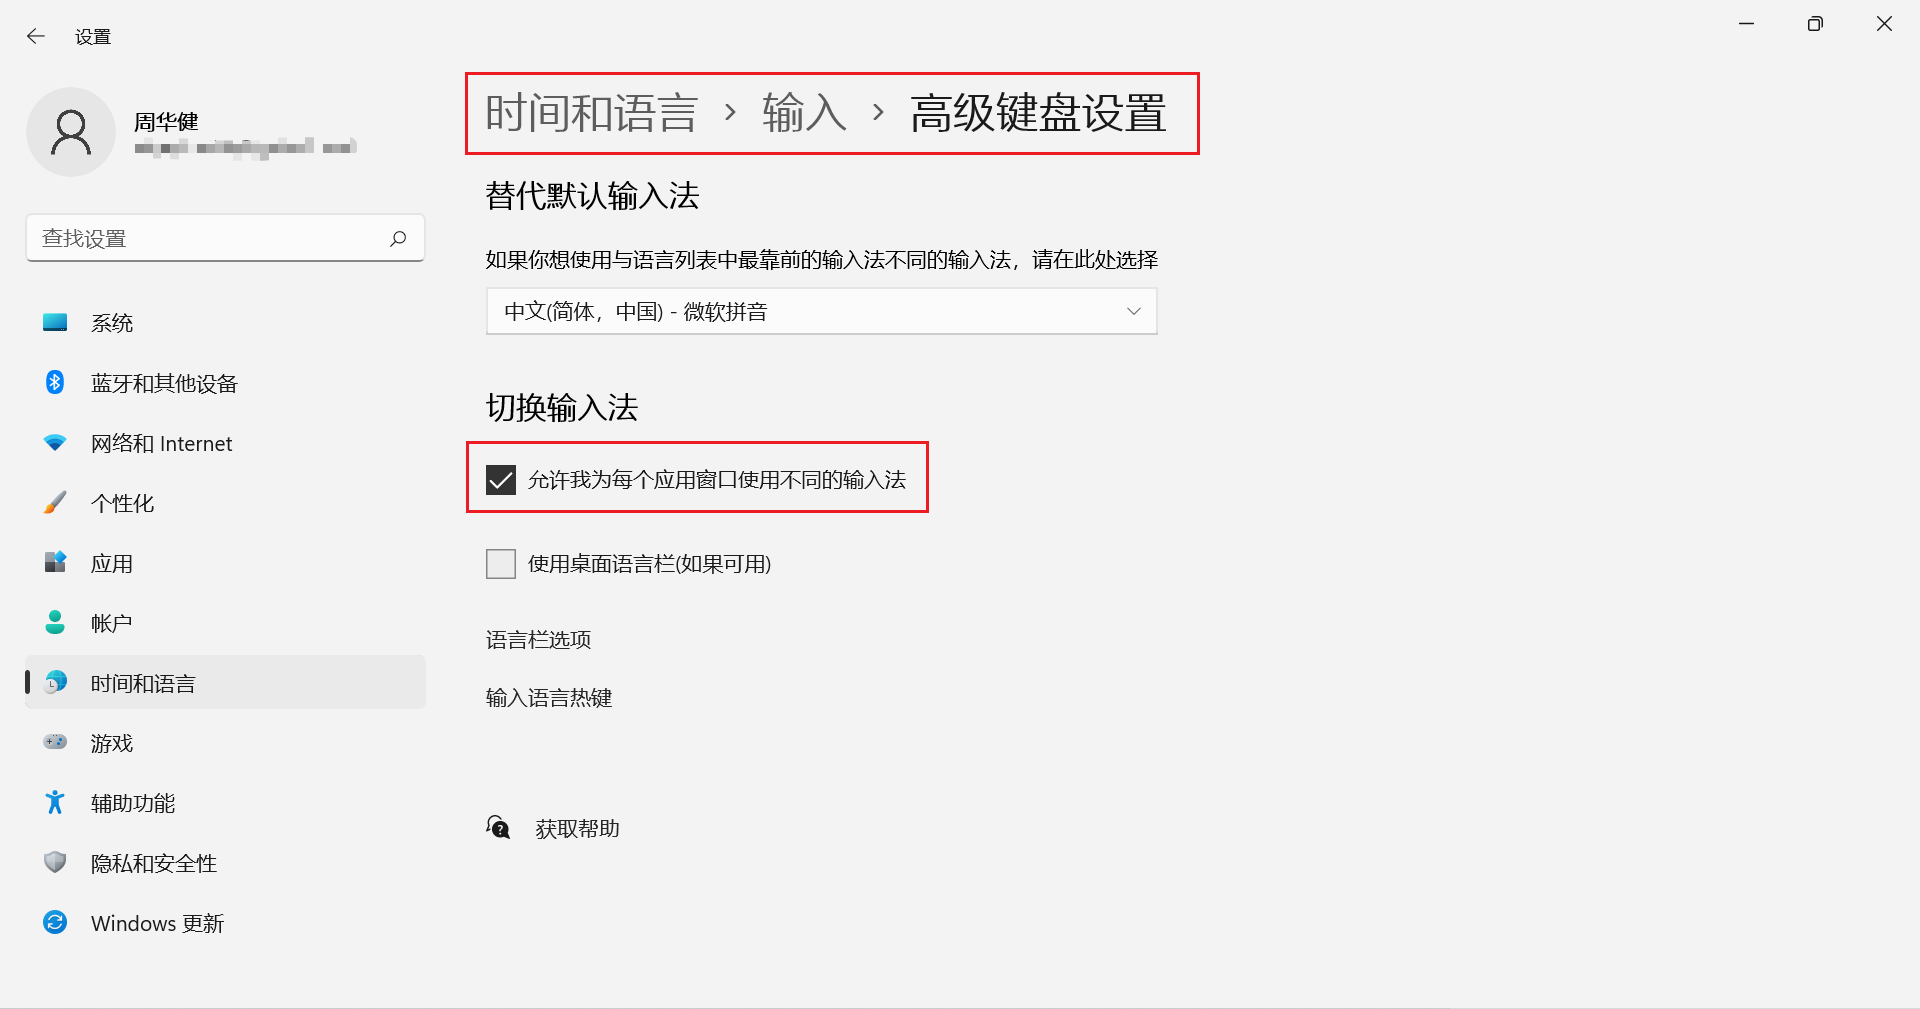 设置
周华健
查找设置
系统
蓝牙和其他设备
网络和 Internet
个性化
应用
帐户
时间和语言
游戏
辅助功能
隐私和安全性
Windows 更新
时间和语言 › 输入 › 高级键盘设置
替代默认输入法
如果你想使用与语言列表中最靠前的输入法不同的输入法，请在此处选择
中文(简体，中国) - 微软拼音
切换输入法
允许我为每个应用窗口使用不同的输入法
使用桌面语言栏(如果可用)
语言栏选项
输入语言热键
获取帮助